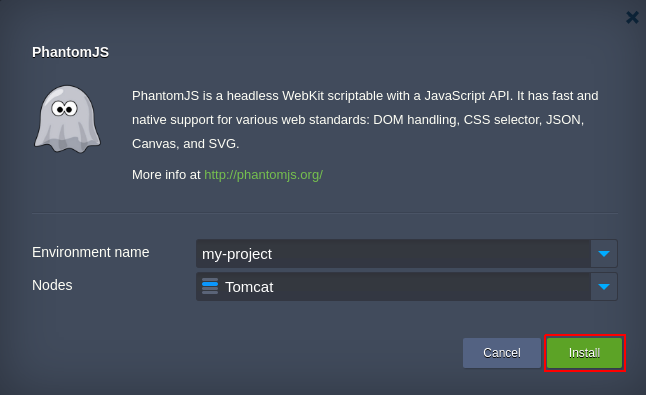 PhantomJS
PhantomJS is a headless WebKit scriptable with a JavaScript API. It has fast and
native support for various web standards: DOM handling, CSS selector, JSON,
Canvas, and SVG.
More info at http://phantomjs.org/
Environment name my-project
Nodes Tomcat
Cancel Install